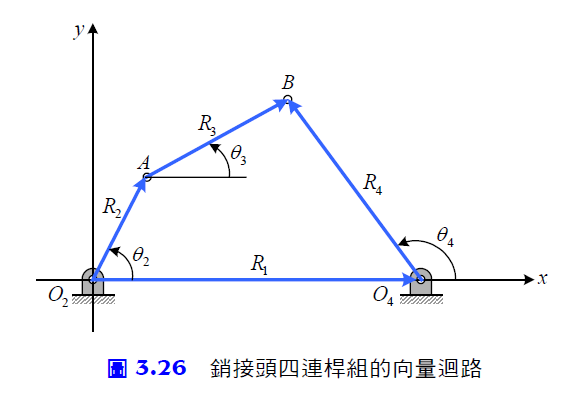 y
B
R₃
θ₃
A
R₂
R₄
θ₂
θ₄
R₁
x
O₂
O₄
圖 3.26 銷接頭四連桿組的向量迴路